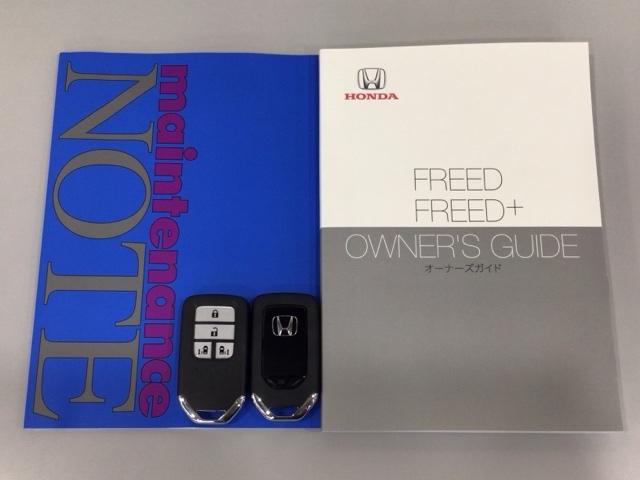 maintenance
NOTE
HONDA
FREED
FREED+
OWNER'S GUIDE
オーナーズガイド